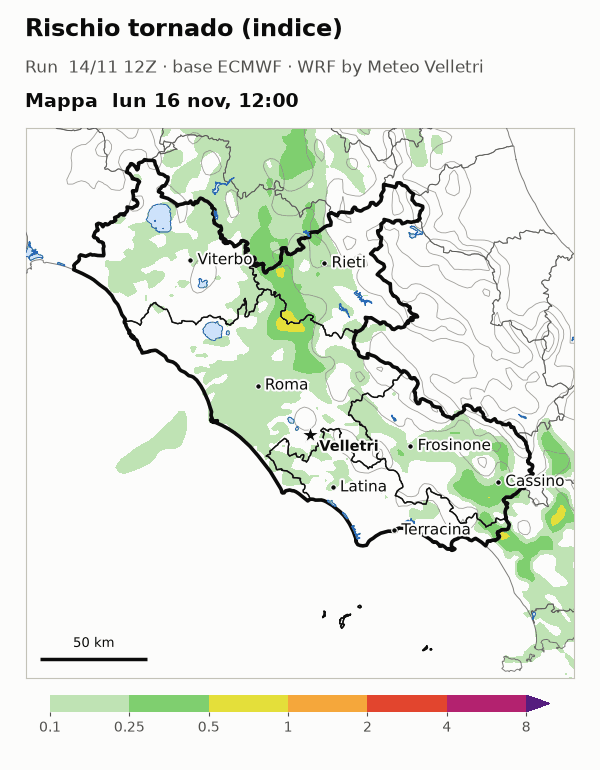 Rischio tornado (indice)
Run  14/11 12Z · base ECMWF · WRF by Meteo Velletri
Mappa  lun 16 nov, 12:00
Viterbo
Rieti
Roma
Velletri
Frosinone
Cassino
Latina
Terracina
50 km
0.1 0.25 0.5 1 2 4 8